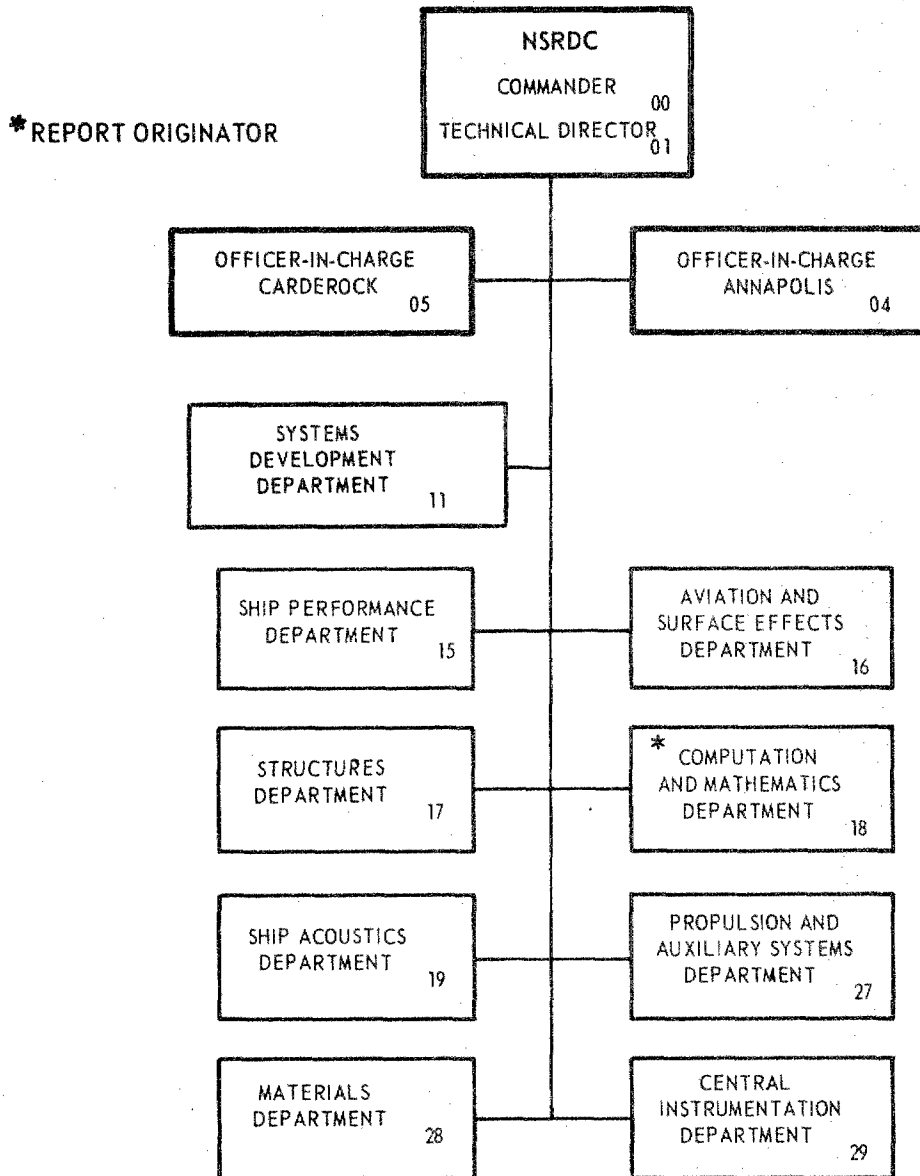 NSRDC
COMMANDER
00
TECHNICAL DIRECTOR
01
*REPORT ORIGINATOR
OFFICER-IN-CHARGE
CARDEROCK
05
OFFICER-IN-CHARGE
ANNAPOLIS
04
SYSTEMS
DEVELOPMENT
DEPARTMENT
11
SHIP PERFORMANCE
DEPARTMENT
15
AVIATION AND
SURFACE EFFECTS
DEPARTMENT
16
STRUCTURES
DEPARTMENT
17
* COMPUTATION
AND MATHEMATICS
DEPARTMENT
18
SHIP ACOUSTICS
DEPARTMENT
19
PROPULSION AND
AUXILIARY SYSTEMS
DEPARTMENT
27
MATERIALS
DEPARTMENT
28
CENTRAL
INSTRUMENTATION
DEPARTMENT
29